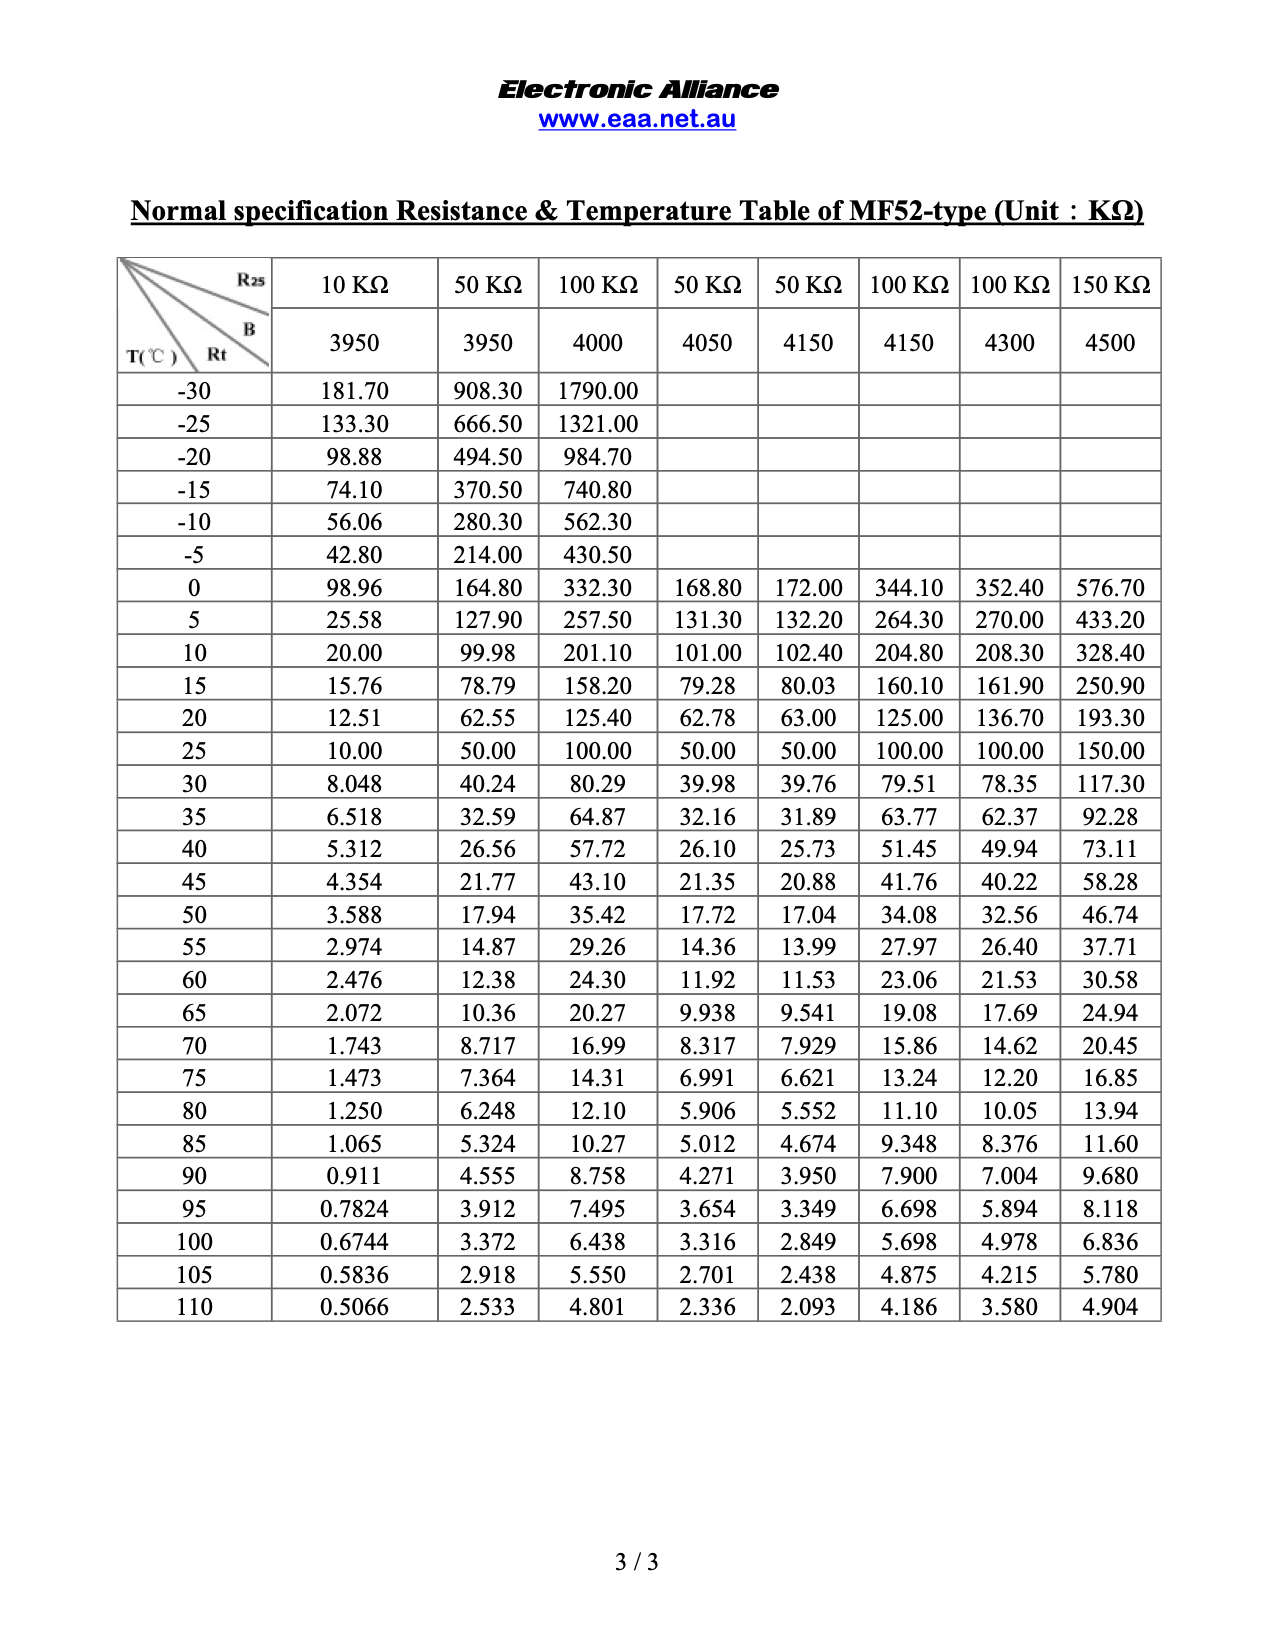 Electronic Alliance
www.eaa.net.au
Normal specification Resistance & Temperature Table of MF52-type (Unit：KΩ)
R25 10 KΩ 50 KΩ 100 KΩ 50 KΩ 50 KΩ 100 KΩ 100 KΩ 150 KΩ
B
T(℃) Rt 3950 3950 4000 4050 4150 4150 4300 4500
-30 181.70 908.30 1790.00
-25 133.30 666.50 1321.00
-20 98.88 494.50 984.70
-15 74.10 370.50 740.80
-10 56.06 280.30 562.30
-5 42.80 214.00 430.50
0 98.96 164.80 332.30 168.80 172.00 344.10 352.40 576.70
5 25.58 127.90 257.50 131.30 132.20 264.30 270.00 433.20
10 20.00 99.98 201.10 101.00 102.40 204.80 208.30 328.40
15 15.76 78.79 158.20 79.28 80.03 160.10 161.90 250.90
20 12.51 62.55 125.40 62.78 63.00 125.00 136.70 193.30
25 10.00 50.00 100.00 50.00 50.00 100.00 100.00 150.00
30 8.048 40.24 80.29 39.98 39.76 79.51 78.35 117.30
35 6.518 32.59 64.87 32.16 31.89 63.77 62.37 92.28
40 5.312 26.56 57.72 26.10 25.73 51.45 49.94 73.11
45 4.354 21.77 43.10 21.35 20.88 41.76 40.22 58.28
50 3.588 17.94 35.42 17.72 17.04 34.08 32.56 46.74
55 2.974 14.87 29.26 14.36 13.99 27.97 26.40 37.71
60 2.476 12.38 24.30 11.92 11.53 23.06 21.53 30.58
65 2.072 10.36 20.27 9.938 9.541 19.08 17.69 24.94
70 1.743 8.717 16.99 8.317 7.929 15.86 14.62 20.45
75 1.473 7.364 14.31 6.991 6.621 13.24 12.20 16.85
80 1.250 6.248 12.10 5.906 5.552 11.10 10.05 13.94
85 1.065 5.324 10.27 5.012 4.674 9.348 8.376 11.60
90 0.911 4.555 8.758 4.271 3.950 7.900 7.004 9.680
95 0.7824 3.912 7.495 3.654 3.349 6.698 5.894 8.118
100 0.6744 3.372 6.438 3.316 2.849 5.698 4.978 6.836
105 0.5836 2.918 5.550 2.701 2.438 4.875 4.215 5.780
110 0.5066 2.533 4.801 2.336 2.093 4.186 3.580 4.904
3 / 3